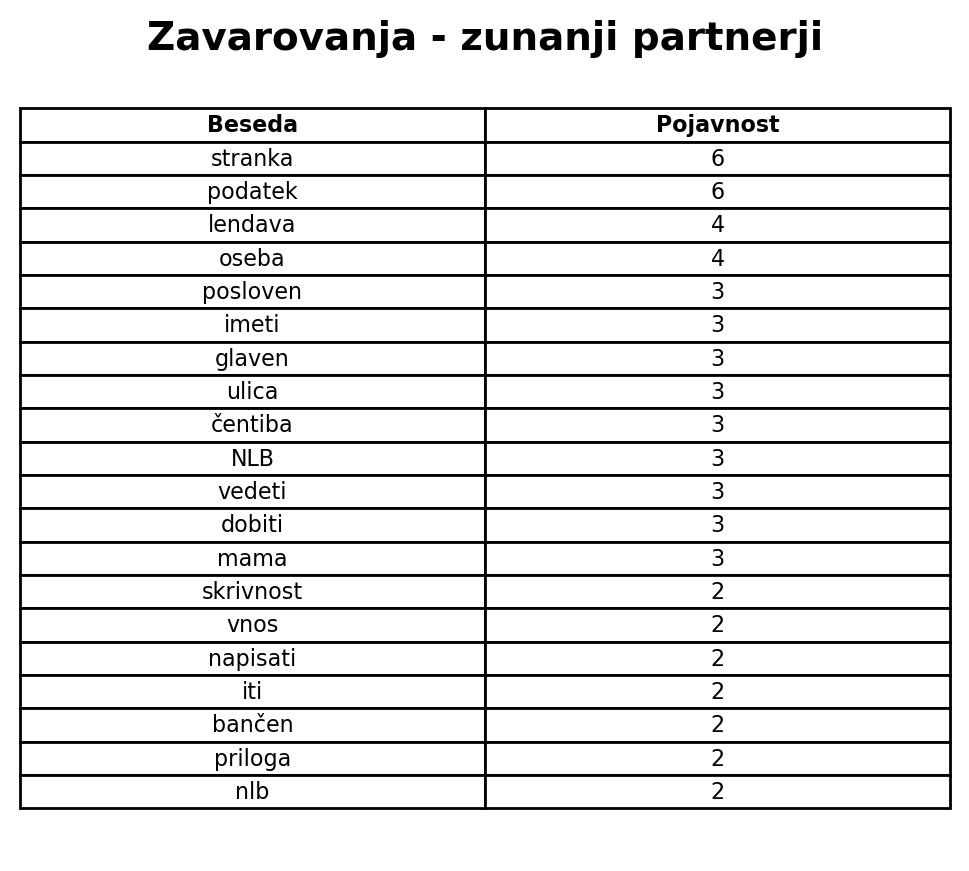 Zavarovanja - zunanji partnerji
Beseda Pojavnost
stranka 6
podatek 6
lendava 4
oseba 4
posloven 3
imeti 3
glaven 3
ulica 3
čentiba 3
NLB 3
vedeti 3
dobiti 3
mama 3
skrivnost 2
vnos 2
napisati 2
iti 2
bančen 2
priloga 2
nlb 2